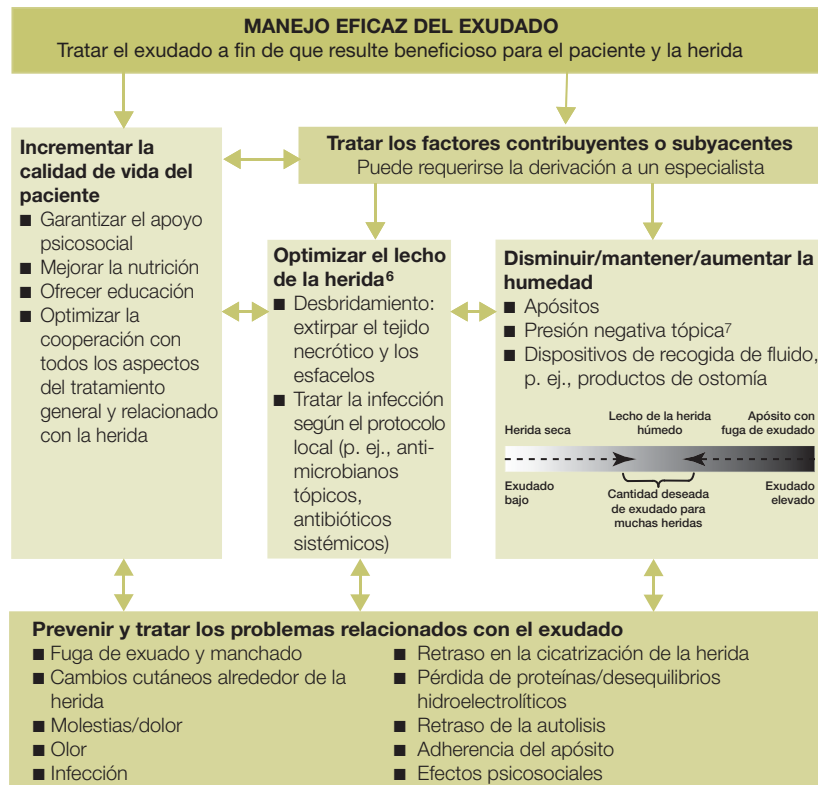 MANEJO EFICAZ DEL EXUDADO
Tratar el exudado a fin de que resulte beneficioso para el paciente y la herida
Incrementar la
calidad de vida del
paciente
■ Garantizar el apoyo
psicosocial
■ Mejorar la nutrición
■ Ofrecer educación
■ Optimizar la
cooperación con
todos los aspectos
del tratamiento
general y relacionado
con la herida
Tratar los factores contribuyentes o subyacentes
Puede requerirse la derivación a un especialista
Optimizar el lecho
de la herida⁶
■ Desbridamiento:
extirpar el tejido
necrótico y los
esfacelos
■ Tratar la infección
según el protocolo
local (p. ej., anti-
microbianos
tópicos,
antibióticos
sistémicos)
Disminuir/mantener/aumentar la
humedad
■ Apósitos
■ Presión negativa tópica⁷
■ Dispositivos de recogida de fluido,
p. ej., productos de ostomía
Herida seca
Lecho de la herida
húmedo
Apósito con
fuga de exudado
Exudado
bajo
Cantidad deseada
de exudado para
muchas heridas
Exudado
elevado
Prevenir y tratar los problemas relacionados con el exudado
■ Fuga de exuado y manchado
■ Cambios cutáneos alrededor de la
herida
■ Molestias/dolor
■ Olor
■ Infección
■ Retraso en la cicatrización de la herida
■ Pérdida de proteínas/desequilibrios
hidroelectrolíticos
■ Retraso de la autolisis
■ Adherencia del apósito
■ Efectos psicosociales